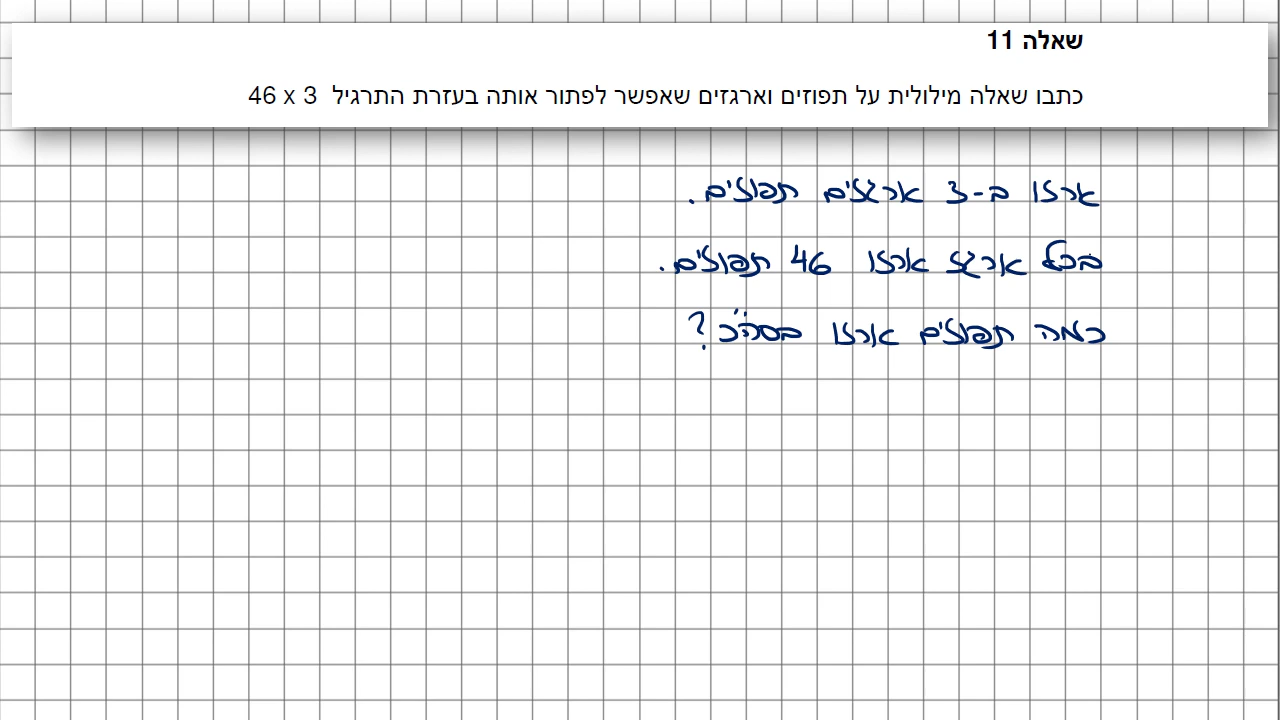 שאלה 11
כתבו שאלה מילולית על תפוזים וארגזים שאפשר לפתור אותה בעזרת התרגיל 46 x 3
ארזו ב-3 ארגזים תפוזים.
בכל ארגז ארזו 46 תפוזים.
כמה תפוזים ארזו בסה"כ?